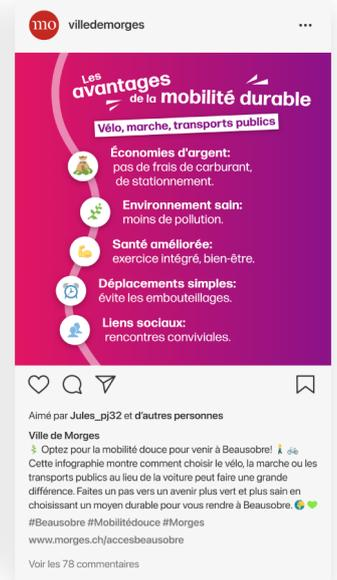 mo villedemorges
Les
avantages
de la mobilité durable
Vélo, marche, transports publics
Économies d'argent:
pas de frais de carburant,
de stationnement.
Environnement sain:
moins de pollution.
Santé améliorée:
exercice intégré, bien-être.
Déplacements simples:
évite les embouteillages.
Liens sociaux:
rencontres conviviales.
Aimé par Jules_pj32 et d'autres personnes
Ville de Morges
Optez pour la mobilité douce pour venir à Beausobre! 🚶🚲
Cette infographie montre comment choisir le vélo, la marche ou les
transports publics au lieu de la voiture peut faire une grande
différence. Faites un pas vers un avenir plus vert et plus sain en
choisissant un moyen durable pour vous rendre à Beausobre. 🌍💚
#Beausobre #Mobilitédouce #Morges
www.morges.ch/accesbeausobre
Voir les 78 commentaires